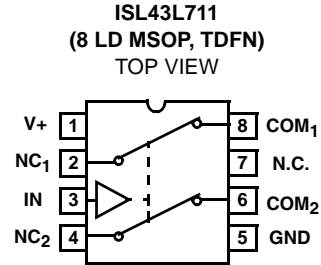 ISL43L711
(8 LD MSOP, TDFN)
TOP VIEW
V+ 1 8 COM1
NC1 2 7 N.C.
IN 3 6 COM2
NC2 4 5 GND